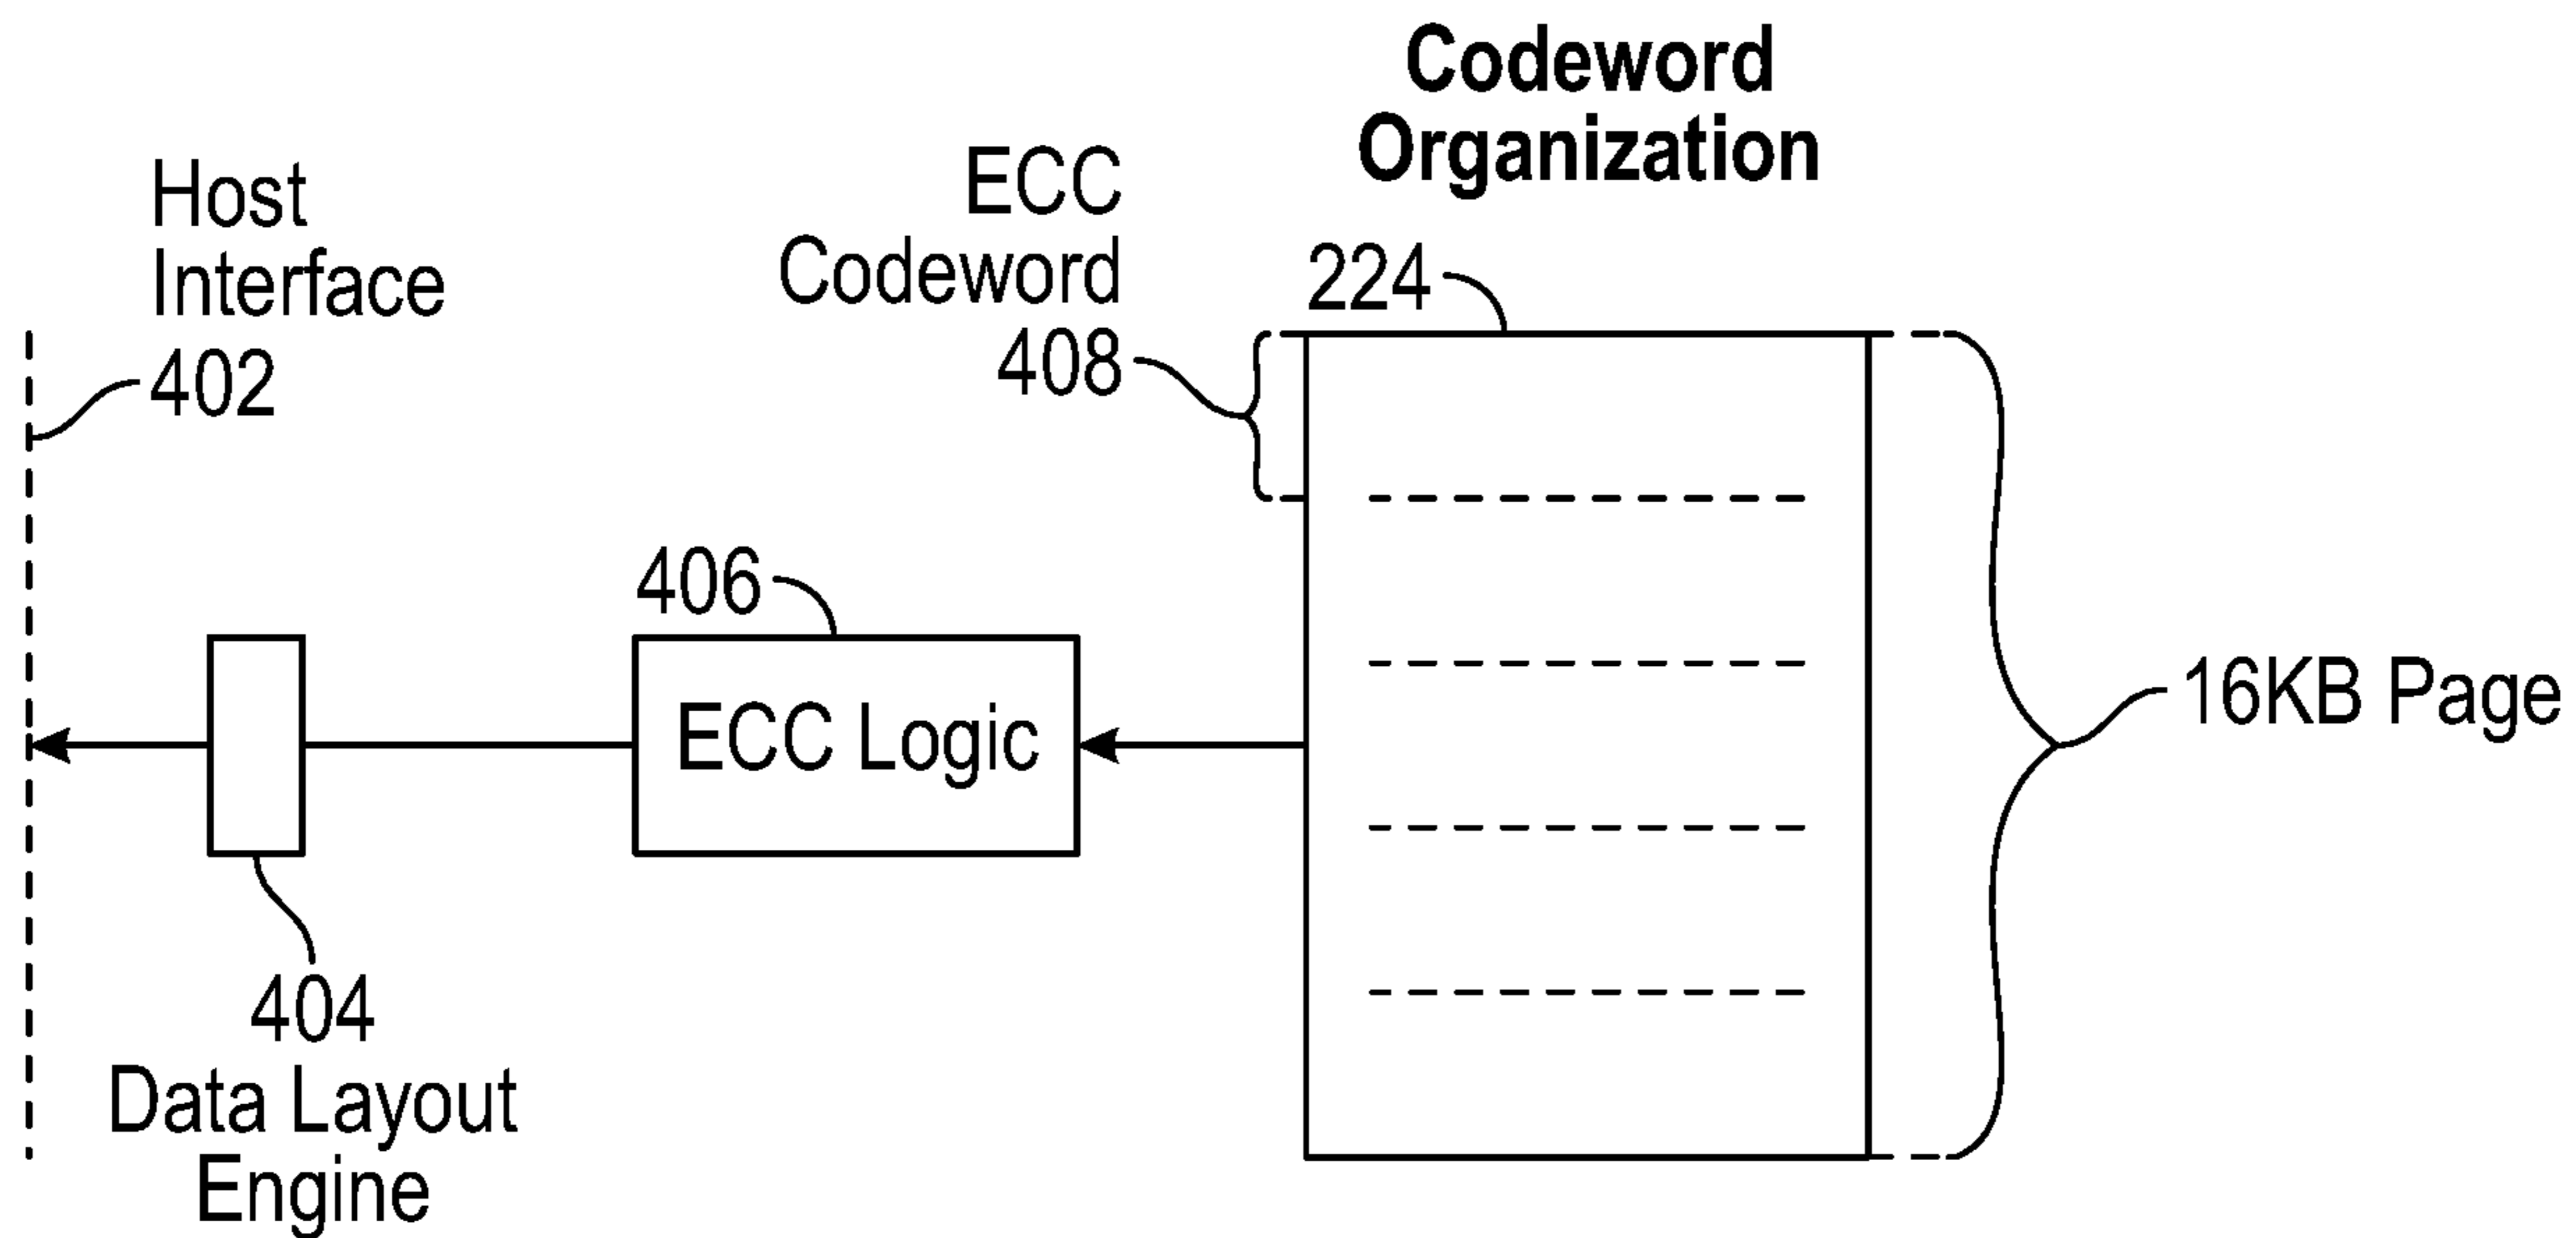 Codeword
Organization
Host
Interface
402
ECC
Codeword
408
224
406
ECC Logic
16KB Page
404
Data Layout
Engine